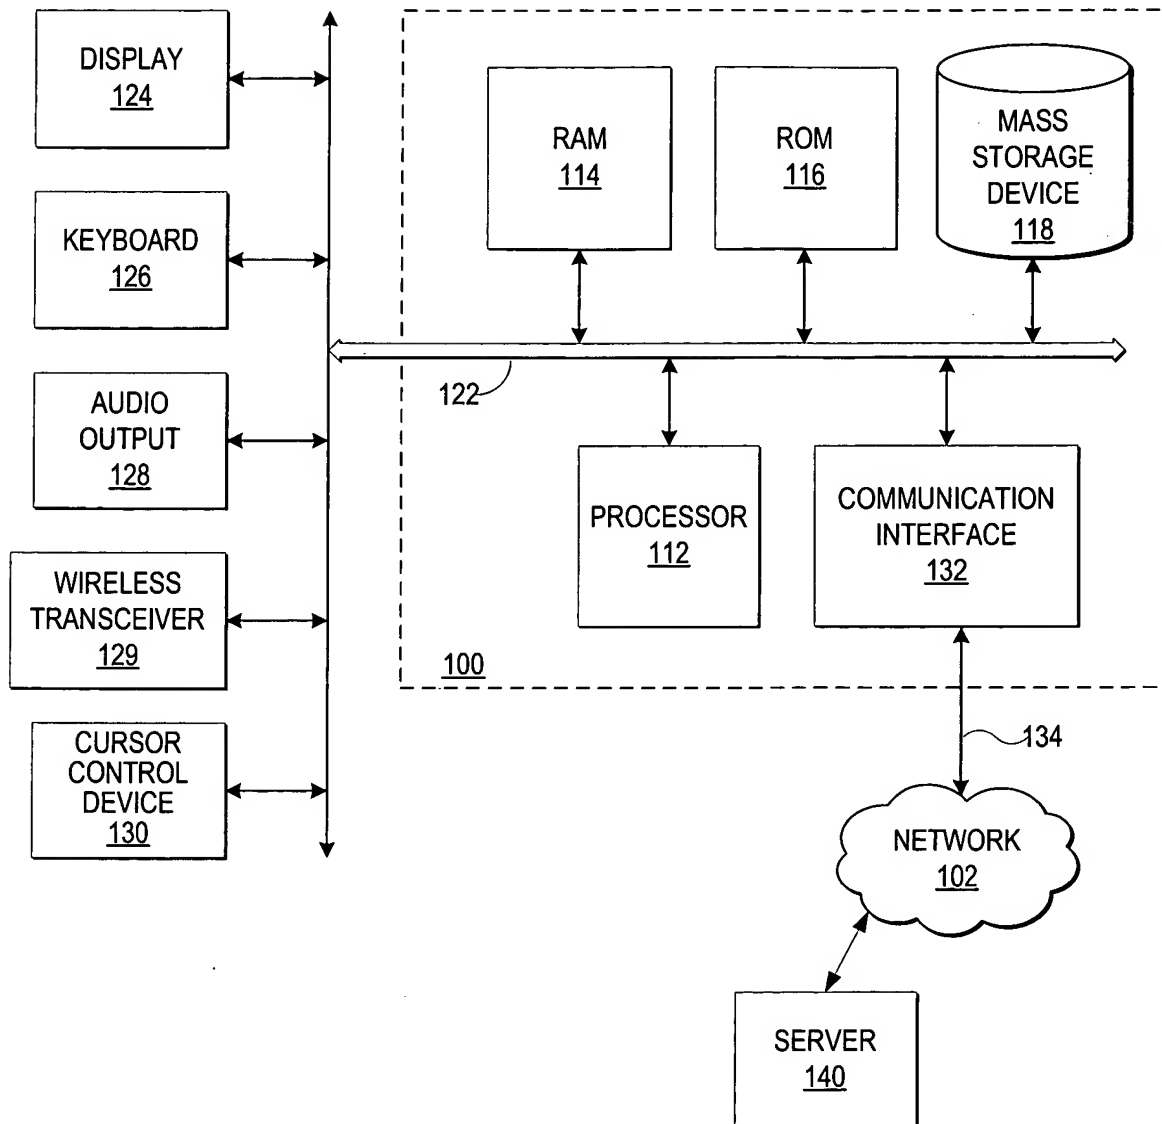 DISPLAY
124
KEYBOARD
126
AUDIO
OUTPUT
128
WIRELESS
TRANSCEIVER
129
CURSOR
CONTROL
DEVICE
130
RAM
114
ROM
116
MASS
STORAGE
DEVICE
118
122
PROCESSOR
112
COMMUNICATION
INTERFACE
132
100
134
NETWORK
102
SERVER
140